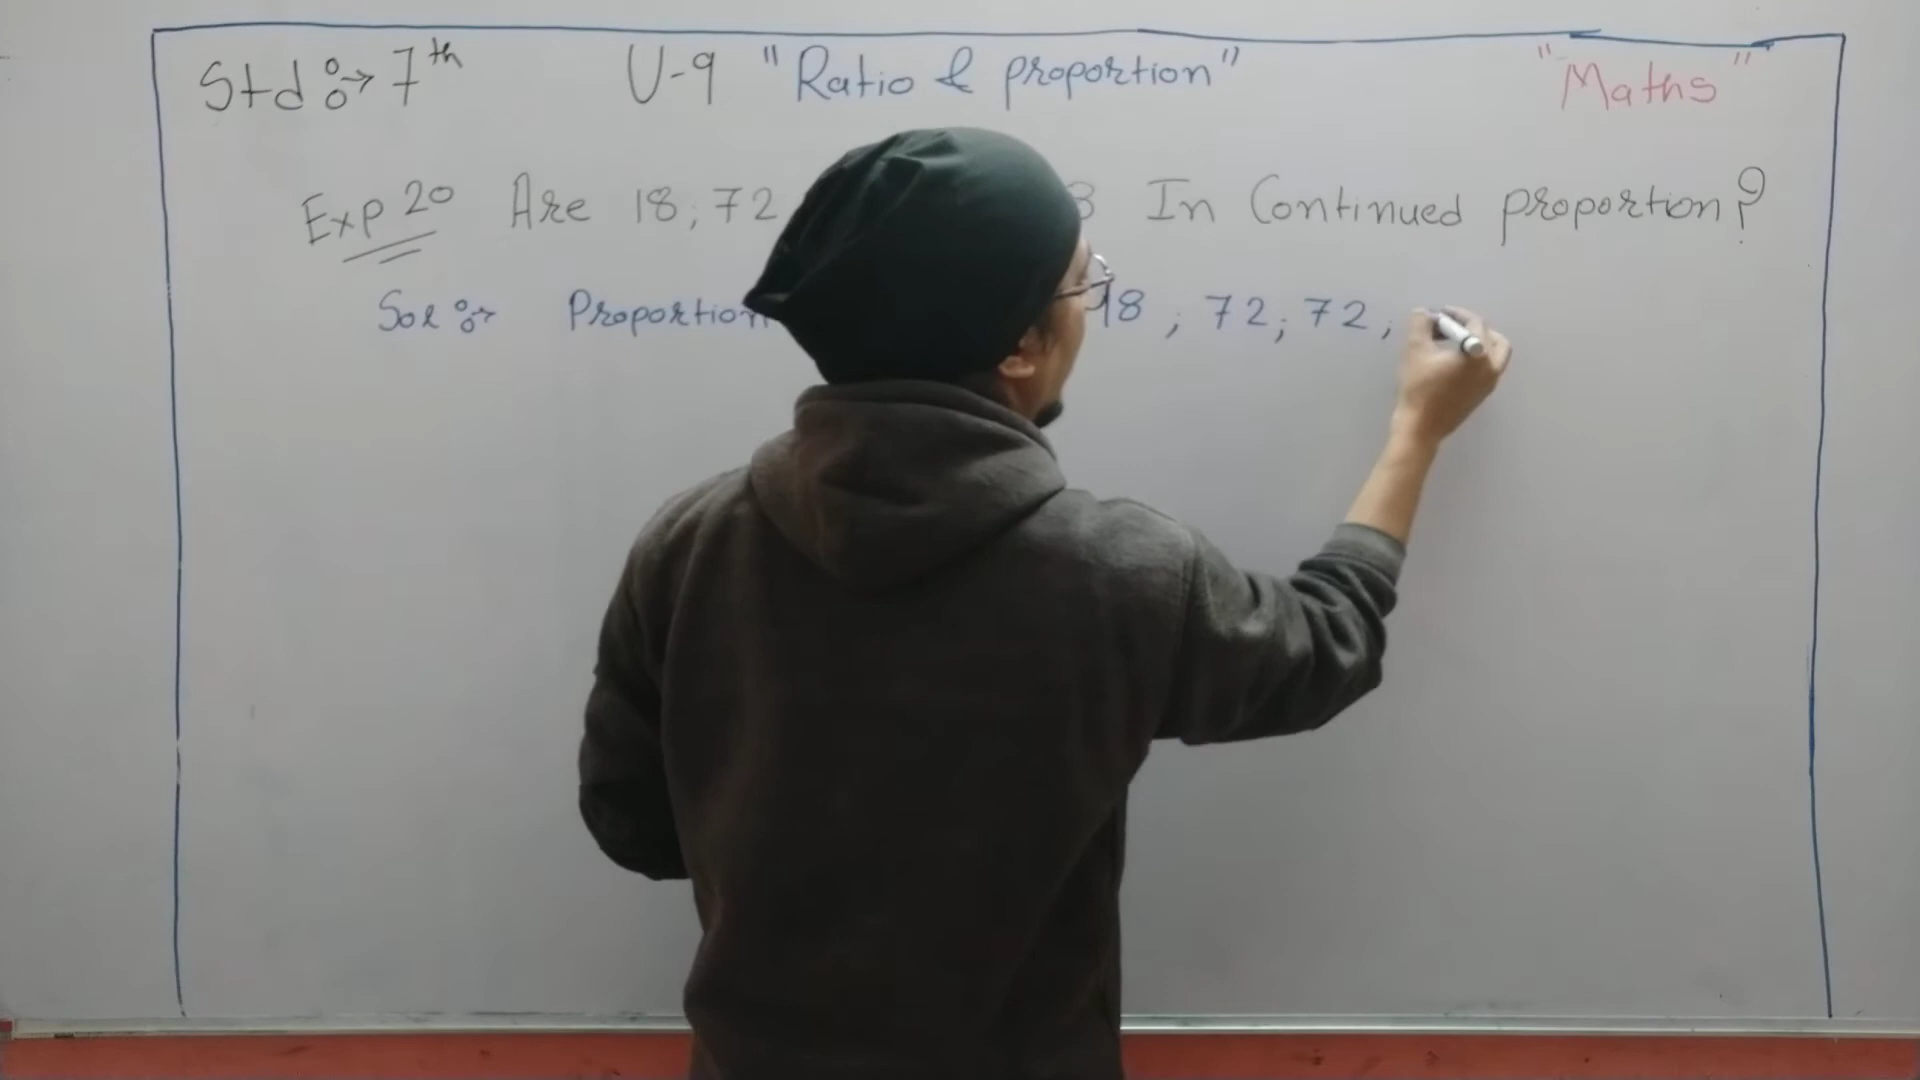 Std 7th U-9 "Ratio & proportion" "Maths"
Exp 20 Are 18, 72 8 In Continued proportion?
Sol Proportion 18, 72, 72,